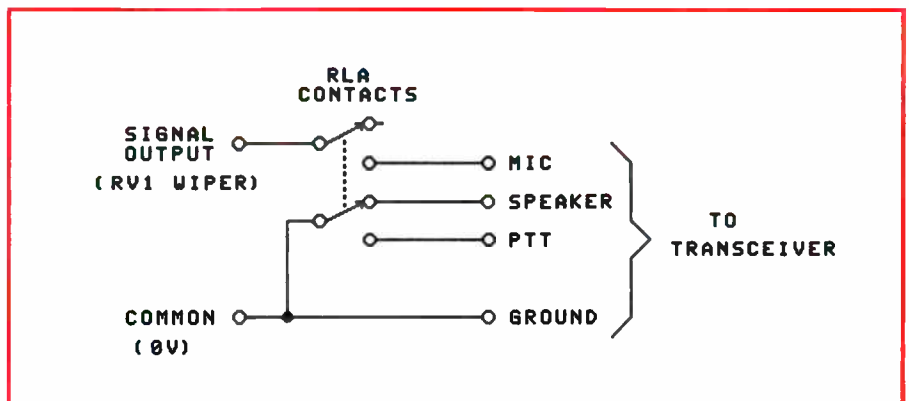 RLA
CONTACTS
SIGNAL
OUTPUT
(RV1 WIPER)
MIC
SPEAKER
PTT
TO
TRANSCEIVER
COMMON
(0V)
GROUND